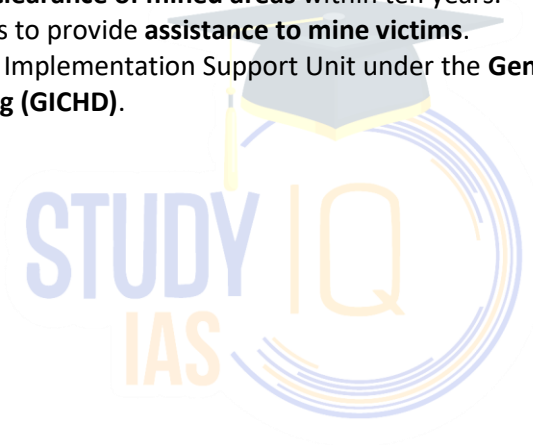 clearance of mined areas within ten years.
s to provide assistance to mine victims.
Implementation Support Unit under the Gen
g (GICHD).
STUDY IQ
IAS